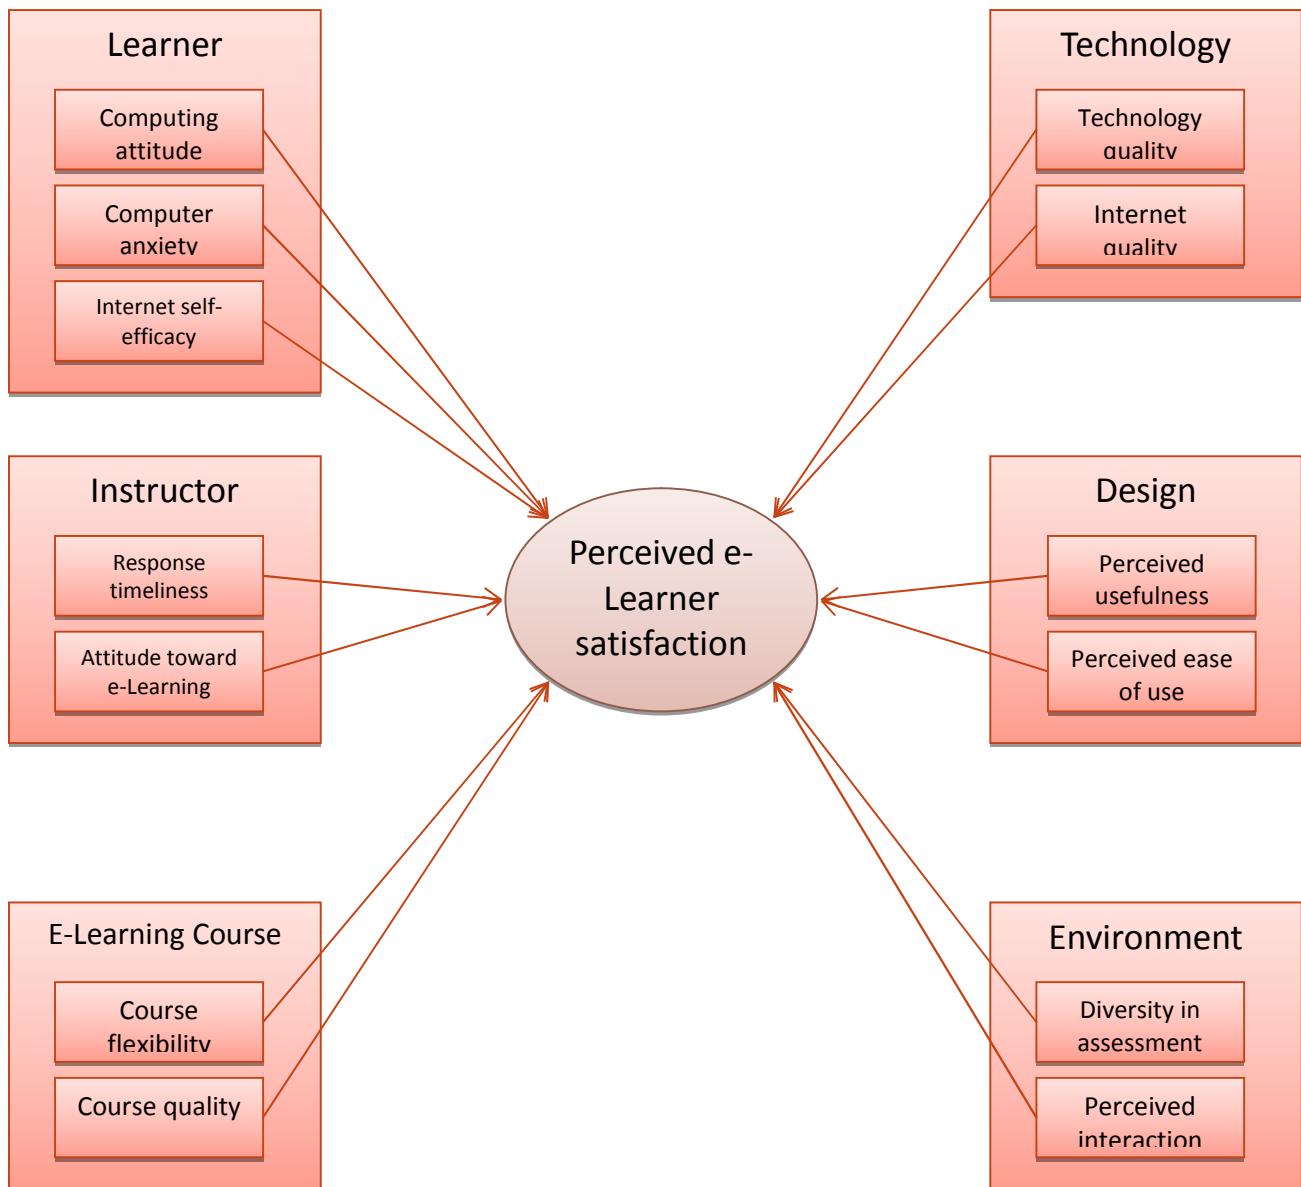 Learner
Computing
attitude
Computer
anxiety
Internet self-
efficacy
Technology
Technology
quality
Internet
quality
Instructor
Response
timeliness
Attitude toward
e-Learning
Perceived e-
Learner
satisfaction
Design
Perceived
usefulness
Perceived ease
of use
E-Learning Course
Course
flexibility
Course quality
Environment
Diversity in
assessment
Perceived
interaction